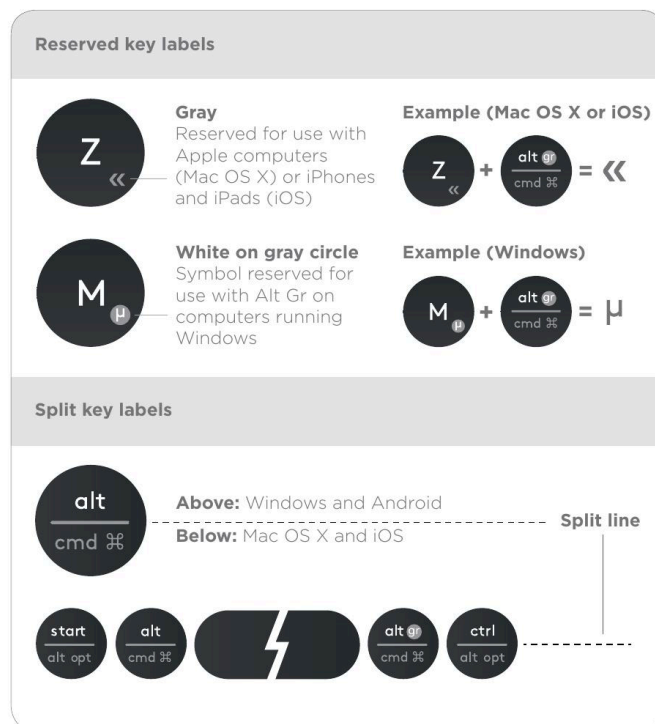 Reserved key labels
Z
«
Gray
Reserved for use with
Apple computers
(Mac OS X) or iPhones
and iPads (iOS)
Example (Mac OS X or iOS)
Z
«
+
alt gr
cmd ⌘
= «
M
µ
White on gray circle
Symbol reserved for
use with Alt Gr on
computers running
Windows
Example (Windows)
M
µ
+
alt gr
cmd ⌘
= µ
Split key labels
alt
cmd ⌘
Above: Windows and Android
Below: Mac OS X and iOS
Split line
start
alt opt
alt
cmd ⌘
alt gr
cmd ⌘
ctrl
alt opt